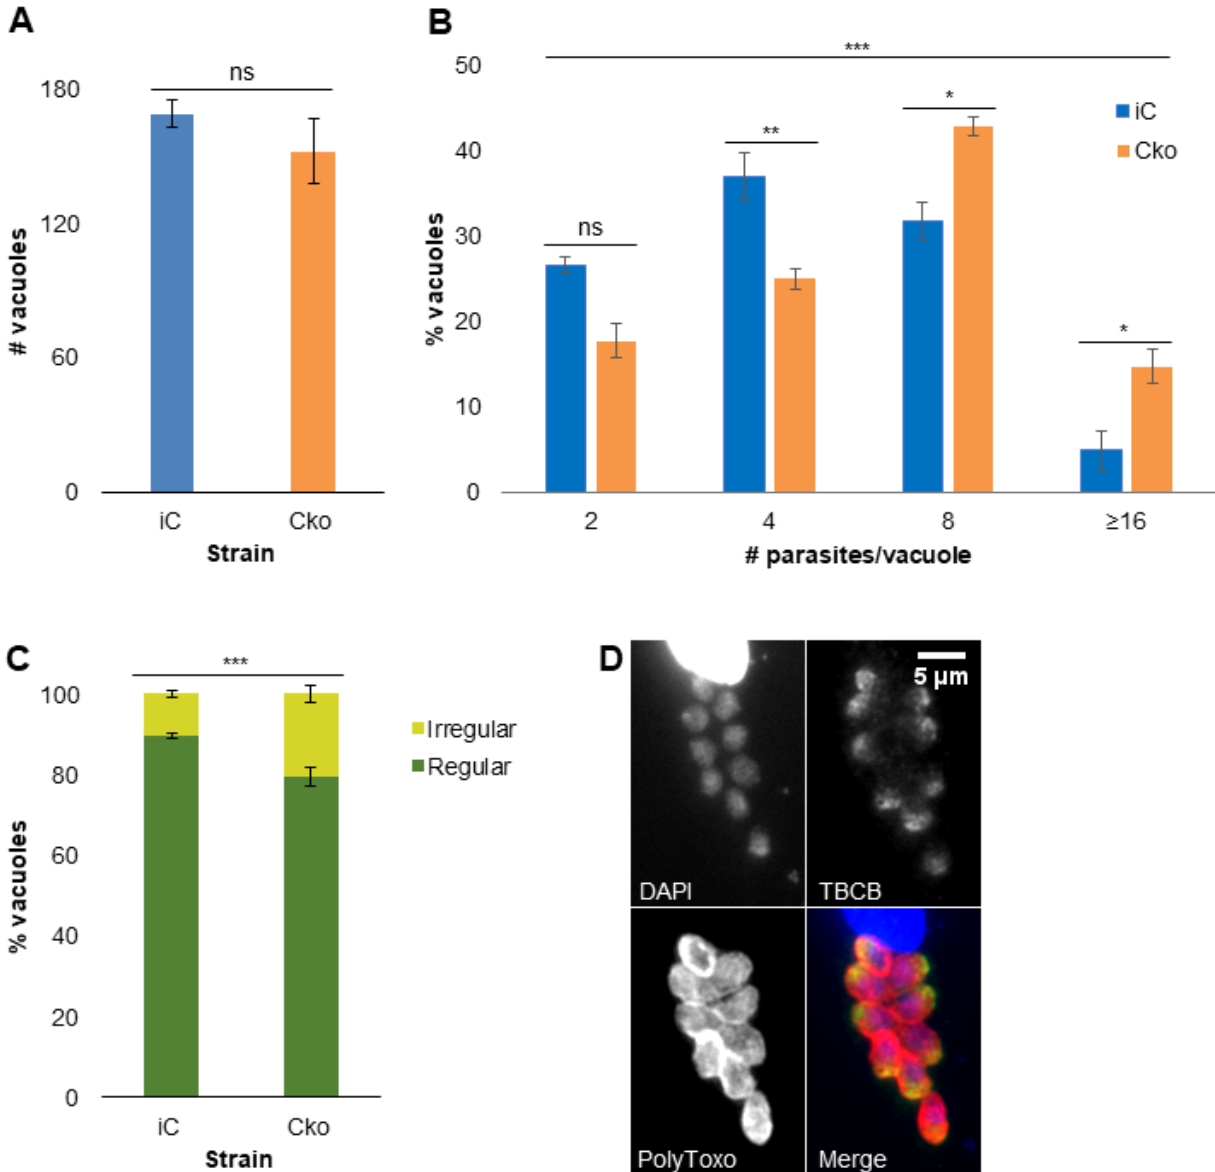 A
ns
180
120
60
0
# vacuoles
iC Cko
Strain
B
***
50
40
30
20
10
0
% vacuoles
ns
**
*
*
iC
Cko
2 4 8 ≥16
# parasites/vacuole
C
***
100
80
60
40
20
0
% vacuoles
Irregular
Regular
iC Cko
Strain
D
5 µm
DAPI
TBCB
PolyToxo
Merge